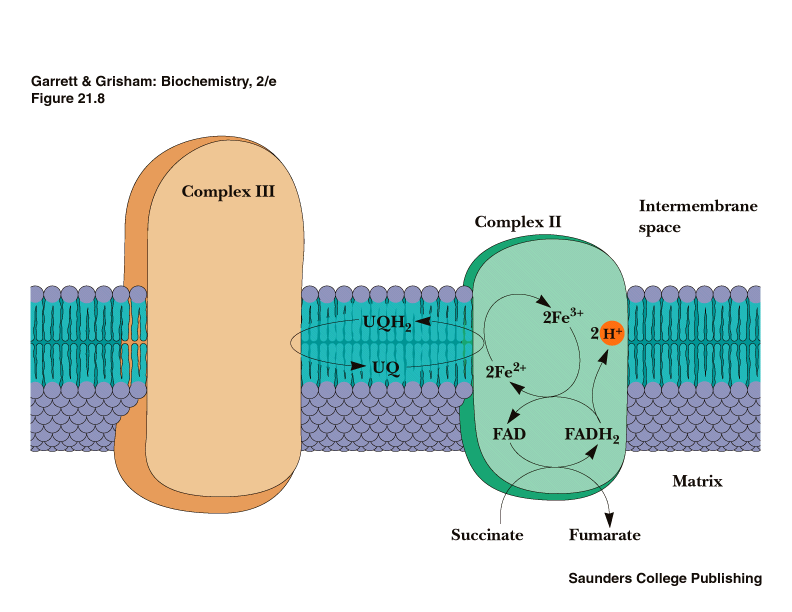 Garrett & Grisham: Biochemistry, 2/e
Figure 21.8
Complex III
Complex II
Intermembrane
space
UQH₂
UQ
2Fe³⁺
2 H⁺
2Fe²⁺
FAD
FADH₂
Matrix
Succinate
Fumarate
Saunders College Publishing